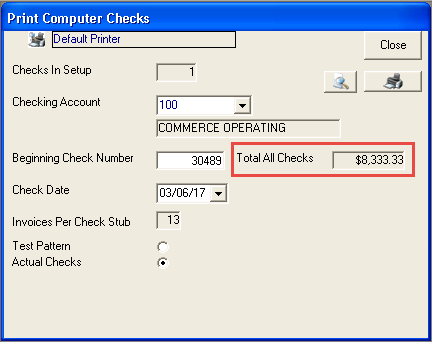 Print Computer Checks
Default Printer
Close
Checks In Setup 1
Checking Account 100
COMMERCE OPERATING
Beginning Check Number 30489 Total All Checks $8,333.33
Check Date 03/06/17
Invoices Per Check Stub 13
Test Pattern
Actual Checks